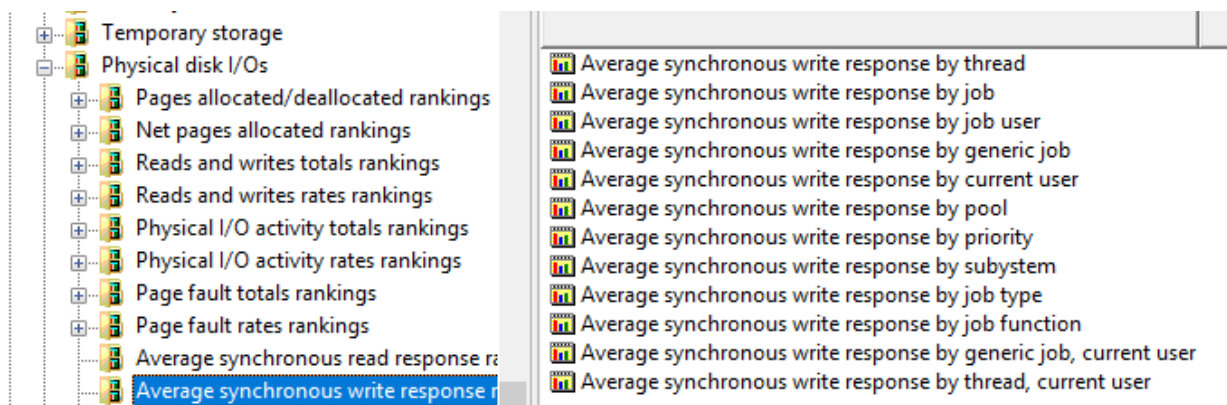 Temporary storage
Physical disk I/Os
Pages allocated/deallocated rankings
Net pages allocated rankings
Reads and writes totals rankings
Reads and writes rates rankings
Physical I/O activity totals rankings
Physical I/O activity rates rankings
Page fault totals rankings
Page fault rates rankings
Average synchronous read response ra
Average synchronous write response r
Average synchronous write response by thread
Average synchronous write response by job
Average synchronous write response by job user
Average synchronous write response by generic job
Average synchronous write response by current user
Average synchronous write response by pool
Average synchronous write response by priority
Average synchronous write response by subystem
Average synchronous write response by job type
Average synchronous write response by job function
Average synchronous write response by generic job, current user
Average synchronous write response by thread, current user